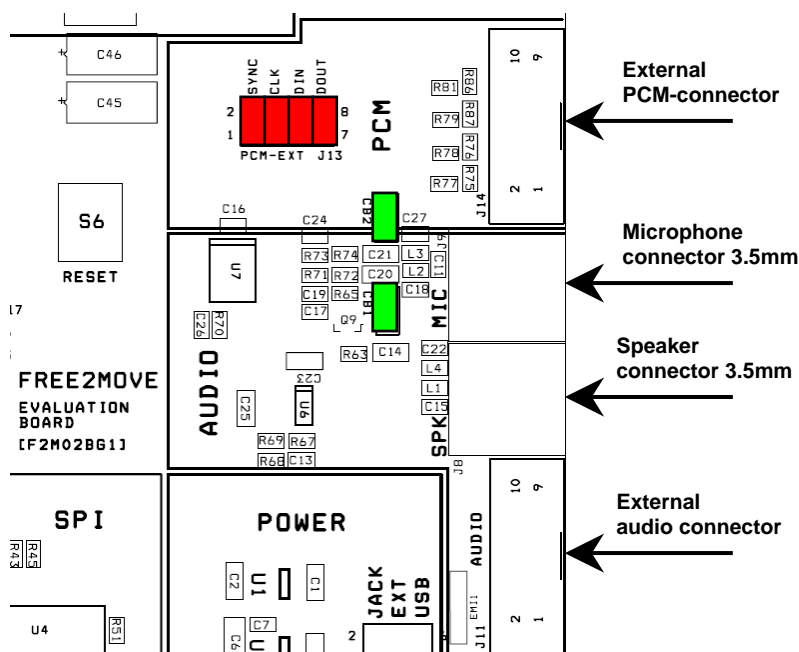 C46
C45
S6
RESET
17
FREE2MOVE
EVALUATION
BOARD
[F2M02BG1]
SYNC
CLK
DIN
DOUT
2
8
1
7
PCM-EXT J13
PCM
R81
R86
R79
R87
R78
R76
R77
R75
J14
10 9
2 1
External
PCM-connector
C16
C24
CB2
C27
U7
R73 R74 C21 L3
R71 R72 C20 L2
C11
C19 R65 C18
C17
CB1
Q9
MIC
Microphone
connector 3.5mm
C26
R70
AUDIO
R63 C14
C22
C23
L4
L1
C15
C25
U6
R69 R67
R68 C13
SPK
J8
Speaker
connector 3.5mm
10 9
AUDIO
EMI1
J11
2 1
External
audio connector
SPI
R43
R45
U4
R51
POWER
C2
U1
C1
C7
C6
JACK
EXT
USB
2